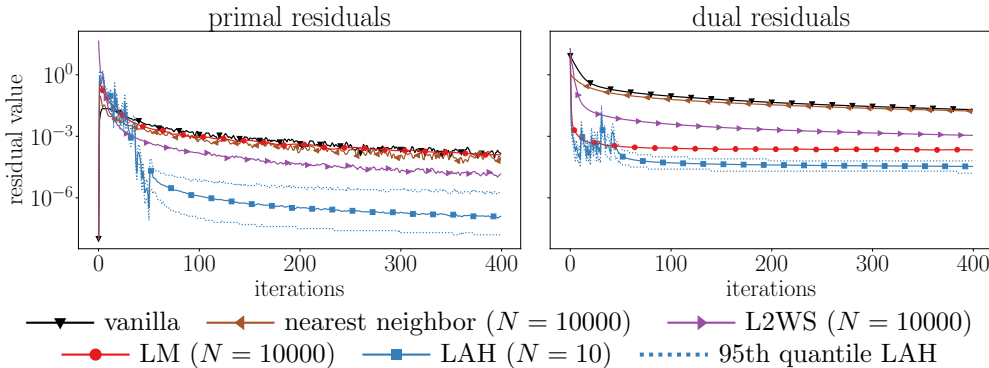 primal residuals
dual residuals
residual value
10^0
10^{-3}
10^{-6}
0 100 200 300 400
0 100 200 300 400
iterations
iterations
vanilla nearest neighbor (N = 10000) L2WS (N = 10000)
LM (N = 10000) LAH (N = 10) 95th quantile LAH